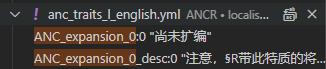 anc_traits_l_english.yml ANCR • localis...
ANC_expansion_0:0 "尚未扩编"
ANC_expansion_0_desc:0 "注意，§R带此特质的将...